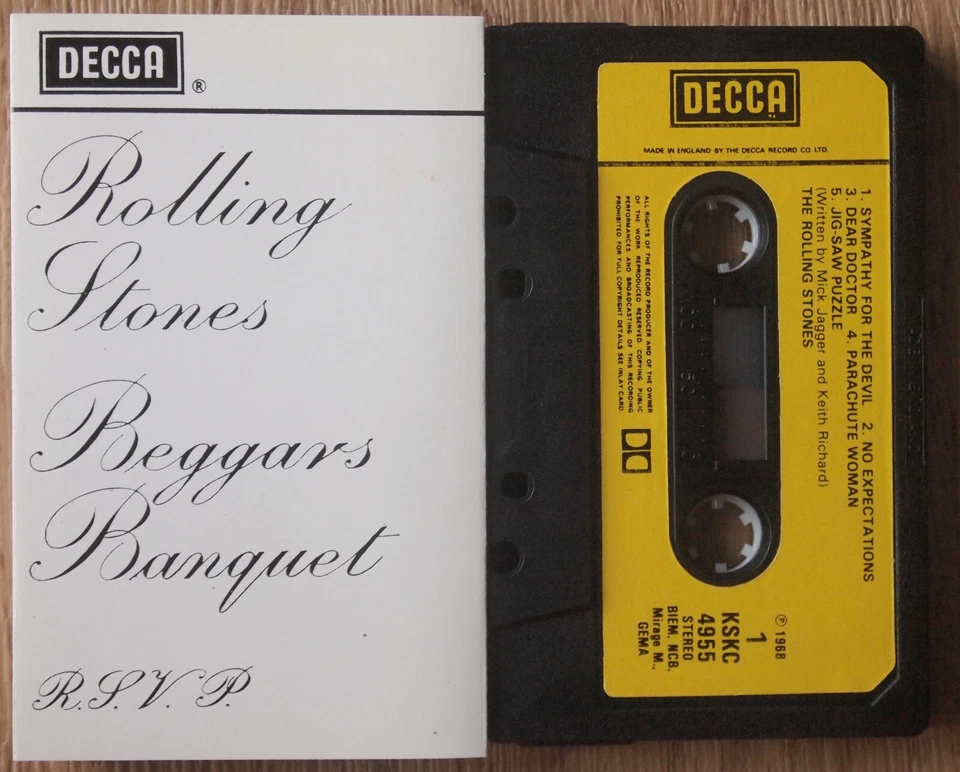 DECCA
®
Rolling
Stones
Beggars
Banquet
R.S.V.P.
DECCA
MADE IN ENGLAND BY THE DECCA RECORD CO. LTD.
1. SYMPATHY FOR THE DEVIL 2. NO EXPECTATIONS
3. DEAR DOCTOR 4. PARACHUTE WOMAN
5. JIG-SAW PUZZLE
(Written by Mick Jagger and Keith Richard)
THE ROLLING STONES
ALL RIGHTS OF THE RECORD PRODUCER AND OF THE OWNER
OF THE WORK REPRODUCED RESERVED. COPYING, PUBLIC
PERFORMANCES AND BROADCASTING OF THIS RECORDING
PROHIBITED. FOR FULL COPYRIGHT DETAILS SEE INLAY CARD.
℗ 1968
1
KSKC
4955
STEREO
BIEM, NCB,
Mirage M.,
GEMA